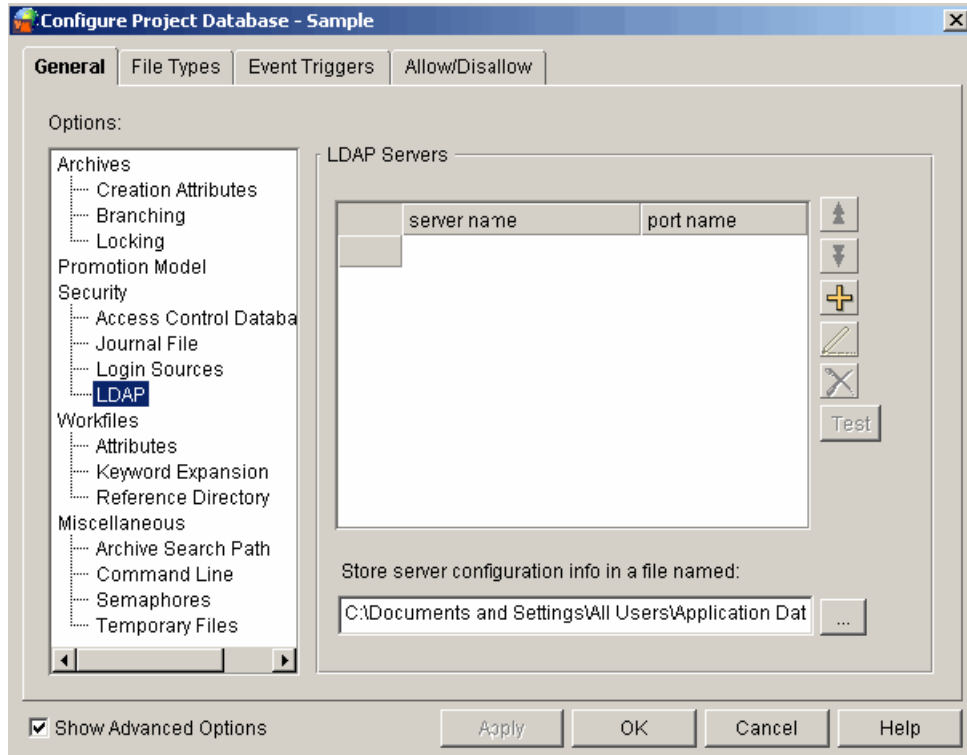 Configure Project Database - Sample
General File Types Event Triggers Allow/Disallow
Options:
Archives
Creation Attributes
Branching
Locking
Promotion Model
Security
Access Control Databa
Journal File
Login Sources
LDAP
Workfiles
Attributes
Keyword Expansion
Reference Directory
Miscellaneous
Archive Search Path
Command Line
Semaphores
Temporary Files
LDAP Servers
server name port name
Test
Store server configuration info in a file named:
C:\Documents and Settings\All Users\Application Dat ...
Show Advanced Options Apply OK Cancel Help